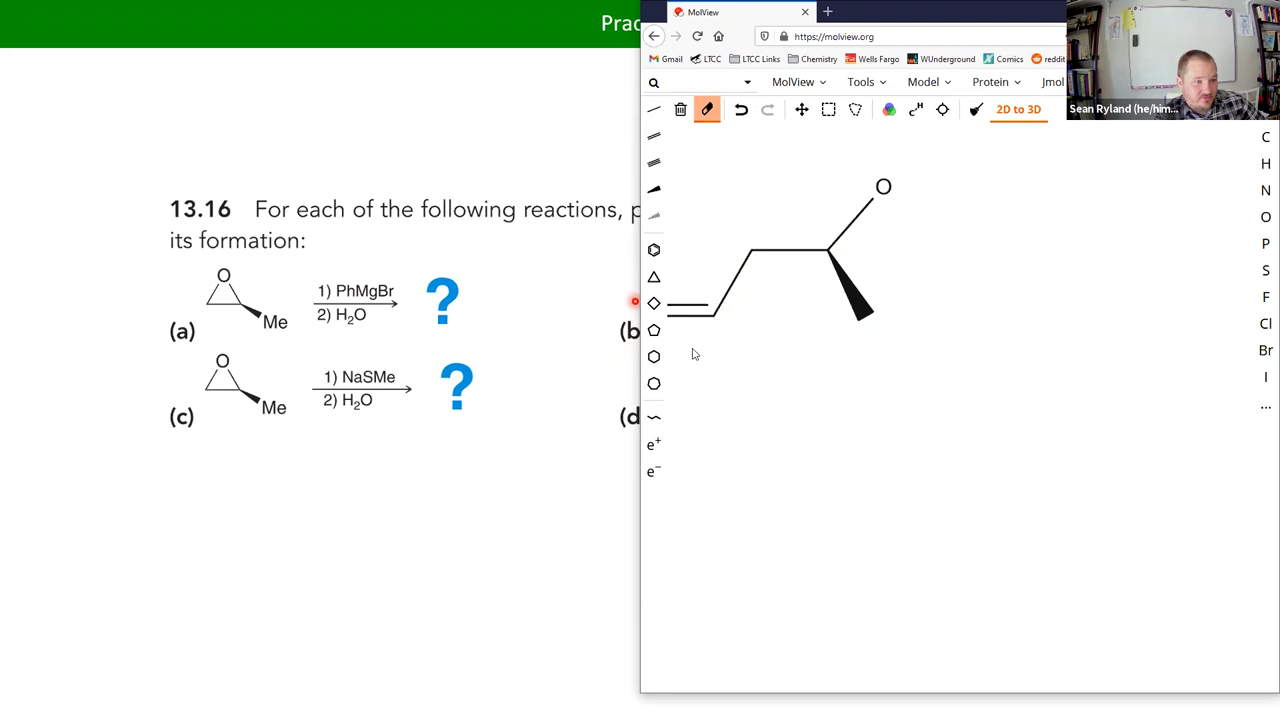 Prac
13.16 For each of the following reactions, p
its formation:
O
Me
(a)
1) PhMgBr
2) H₂O
?
(b
O
Me
(c)
1) NaSMe
2) H₂O
?
(d
MolView
https://molview.org
Gmail LTCC LTCC Links Chemistry Wells Fargo WUnderground Comics reddit
MolView Tools Model Protein Jmol
C H 2D to 3D
Sean Ryland (he/him...
O
e+
e−
C
H
N
O
P
S
F
Cl
Br
I
...